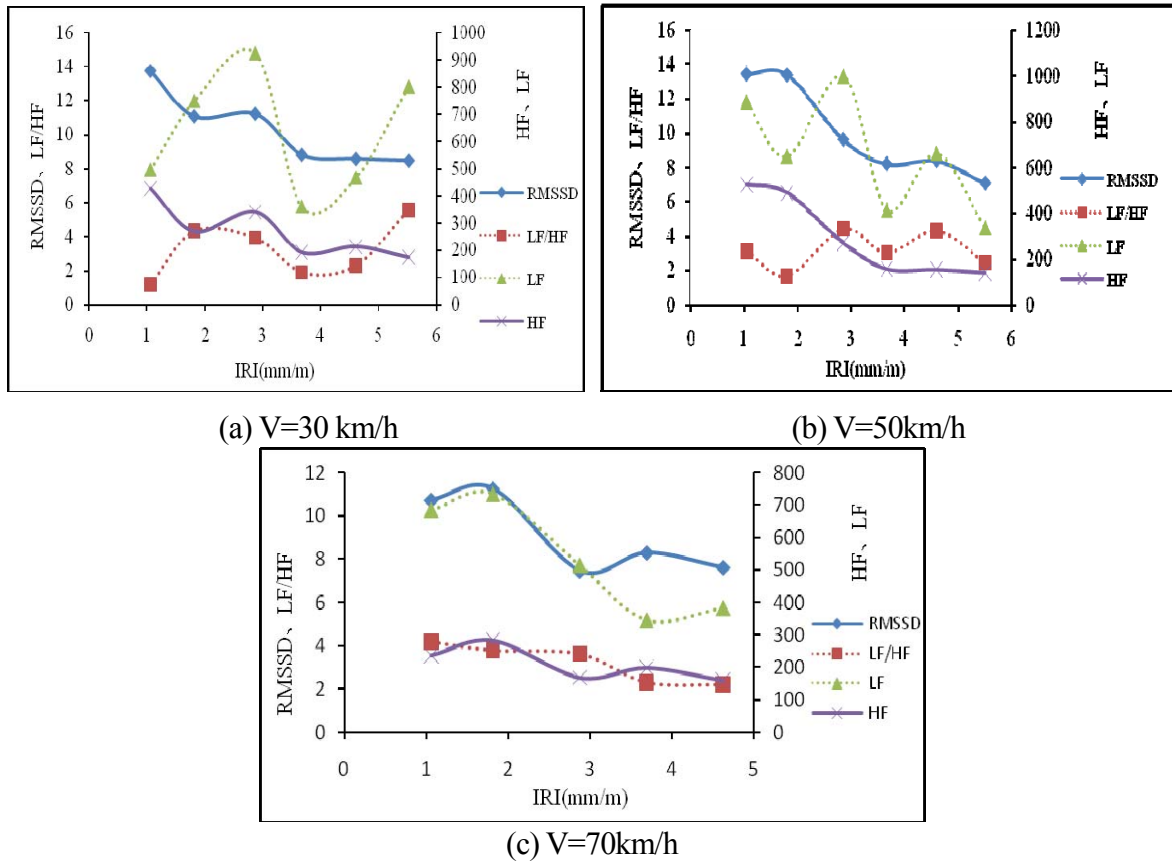 16
14
12
10
8
6
4
2
0
RMSSD、LF/HF
1000
900
800
700
600
500
400
300
200
100
0
HF、LF
RMSSD
LF/HF
LF
HF
0 1 2 3 4 5 6
IRI(mm/m)
(a) V=30 km/h
16
14
12
10
8
6
4
2
0
RMSSD、LF/HF
1200
1000
800
600
400
200
0
HF、LF
RMSSD
LF/HF
LF
HF
0 1 2 3 4 5 6
IRI(mm/m)
(b) V=50km/h
12
10
8
6
4
2
0
RMSSD、LF/HF
800
700
600
500
400
300
200
100
0
HF、LF
RMSSD
LF/HF
LF
HF
0 1 2 3 4 5
IRI(mm/m)
(c) V=70km/h